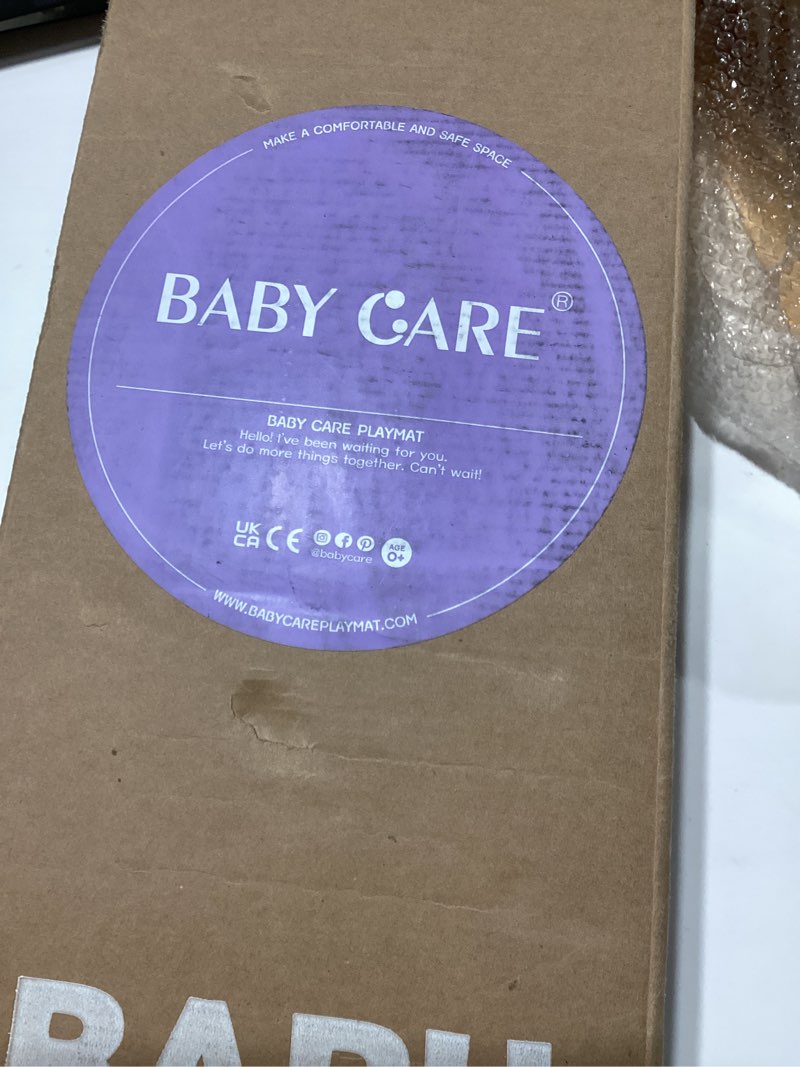 MAKE A COMFORTABLE AND SAFE SPACE
BABY CARE®
BABY CARE PLAYMAT
Hello! I've been waiting for you.
Let's do more things together. Can't wait!
UK
CA CE
@babycare
AGE
0+
WWW.BABYCAREPLAYMAT.COM